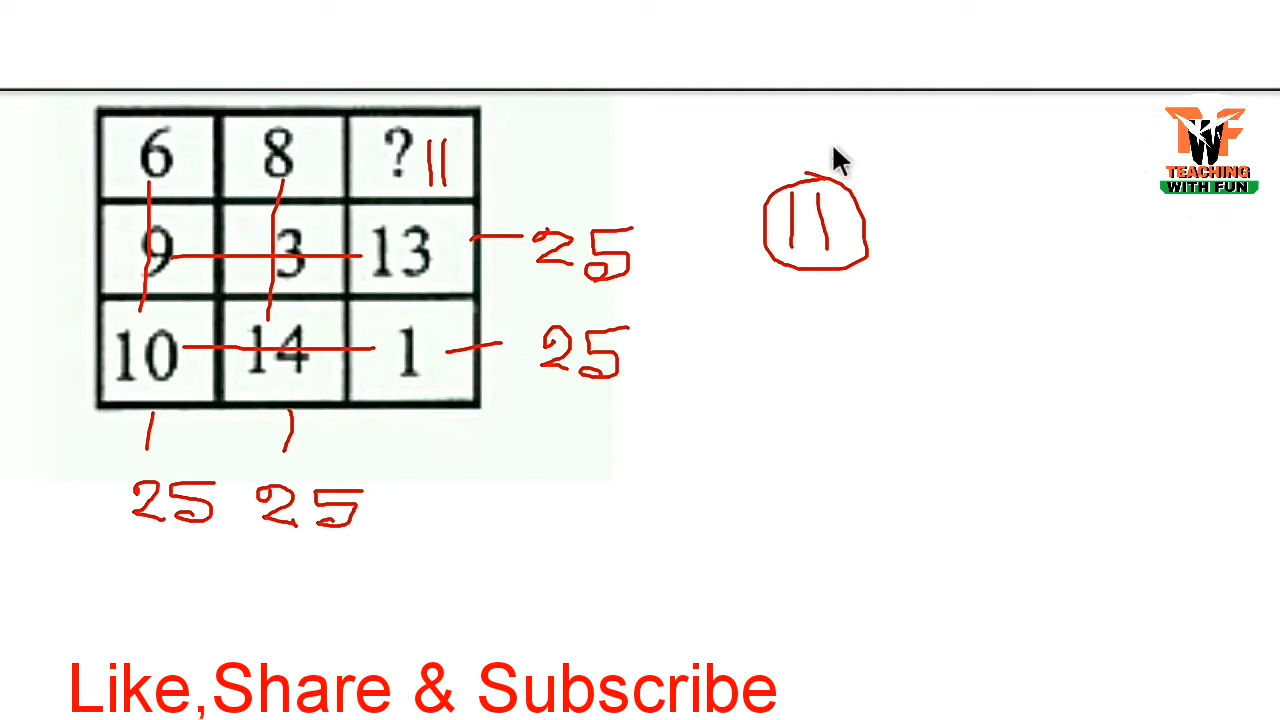 6 8 ? 11
9 3 13 25
10 14 1 25
25 25
11
TEACHING
WITH FUN
Like,Share & Subscribe